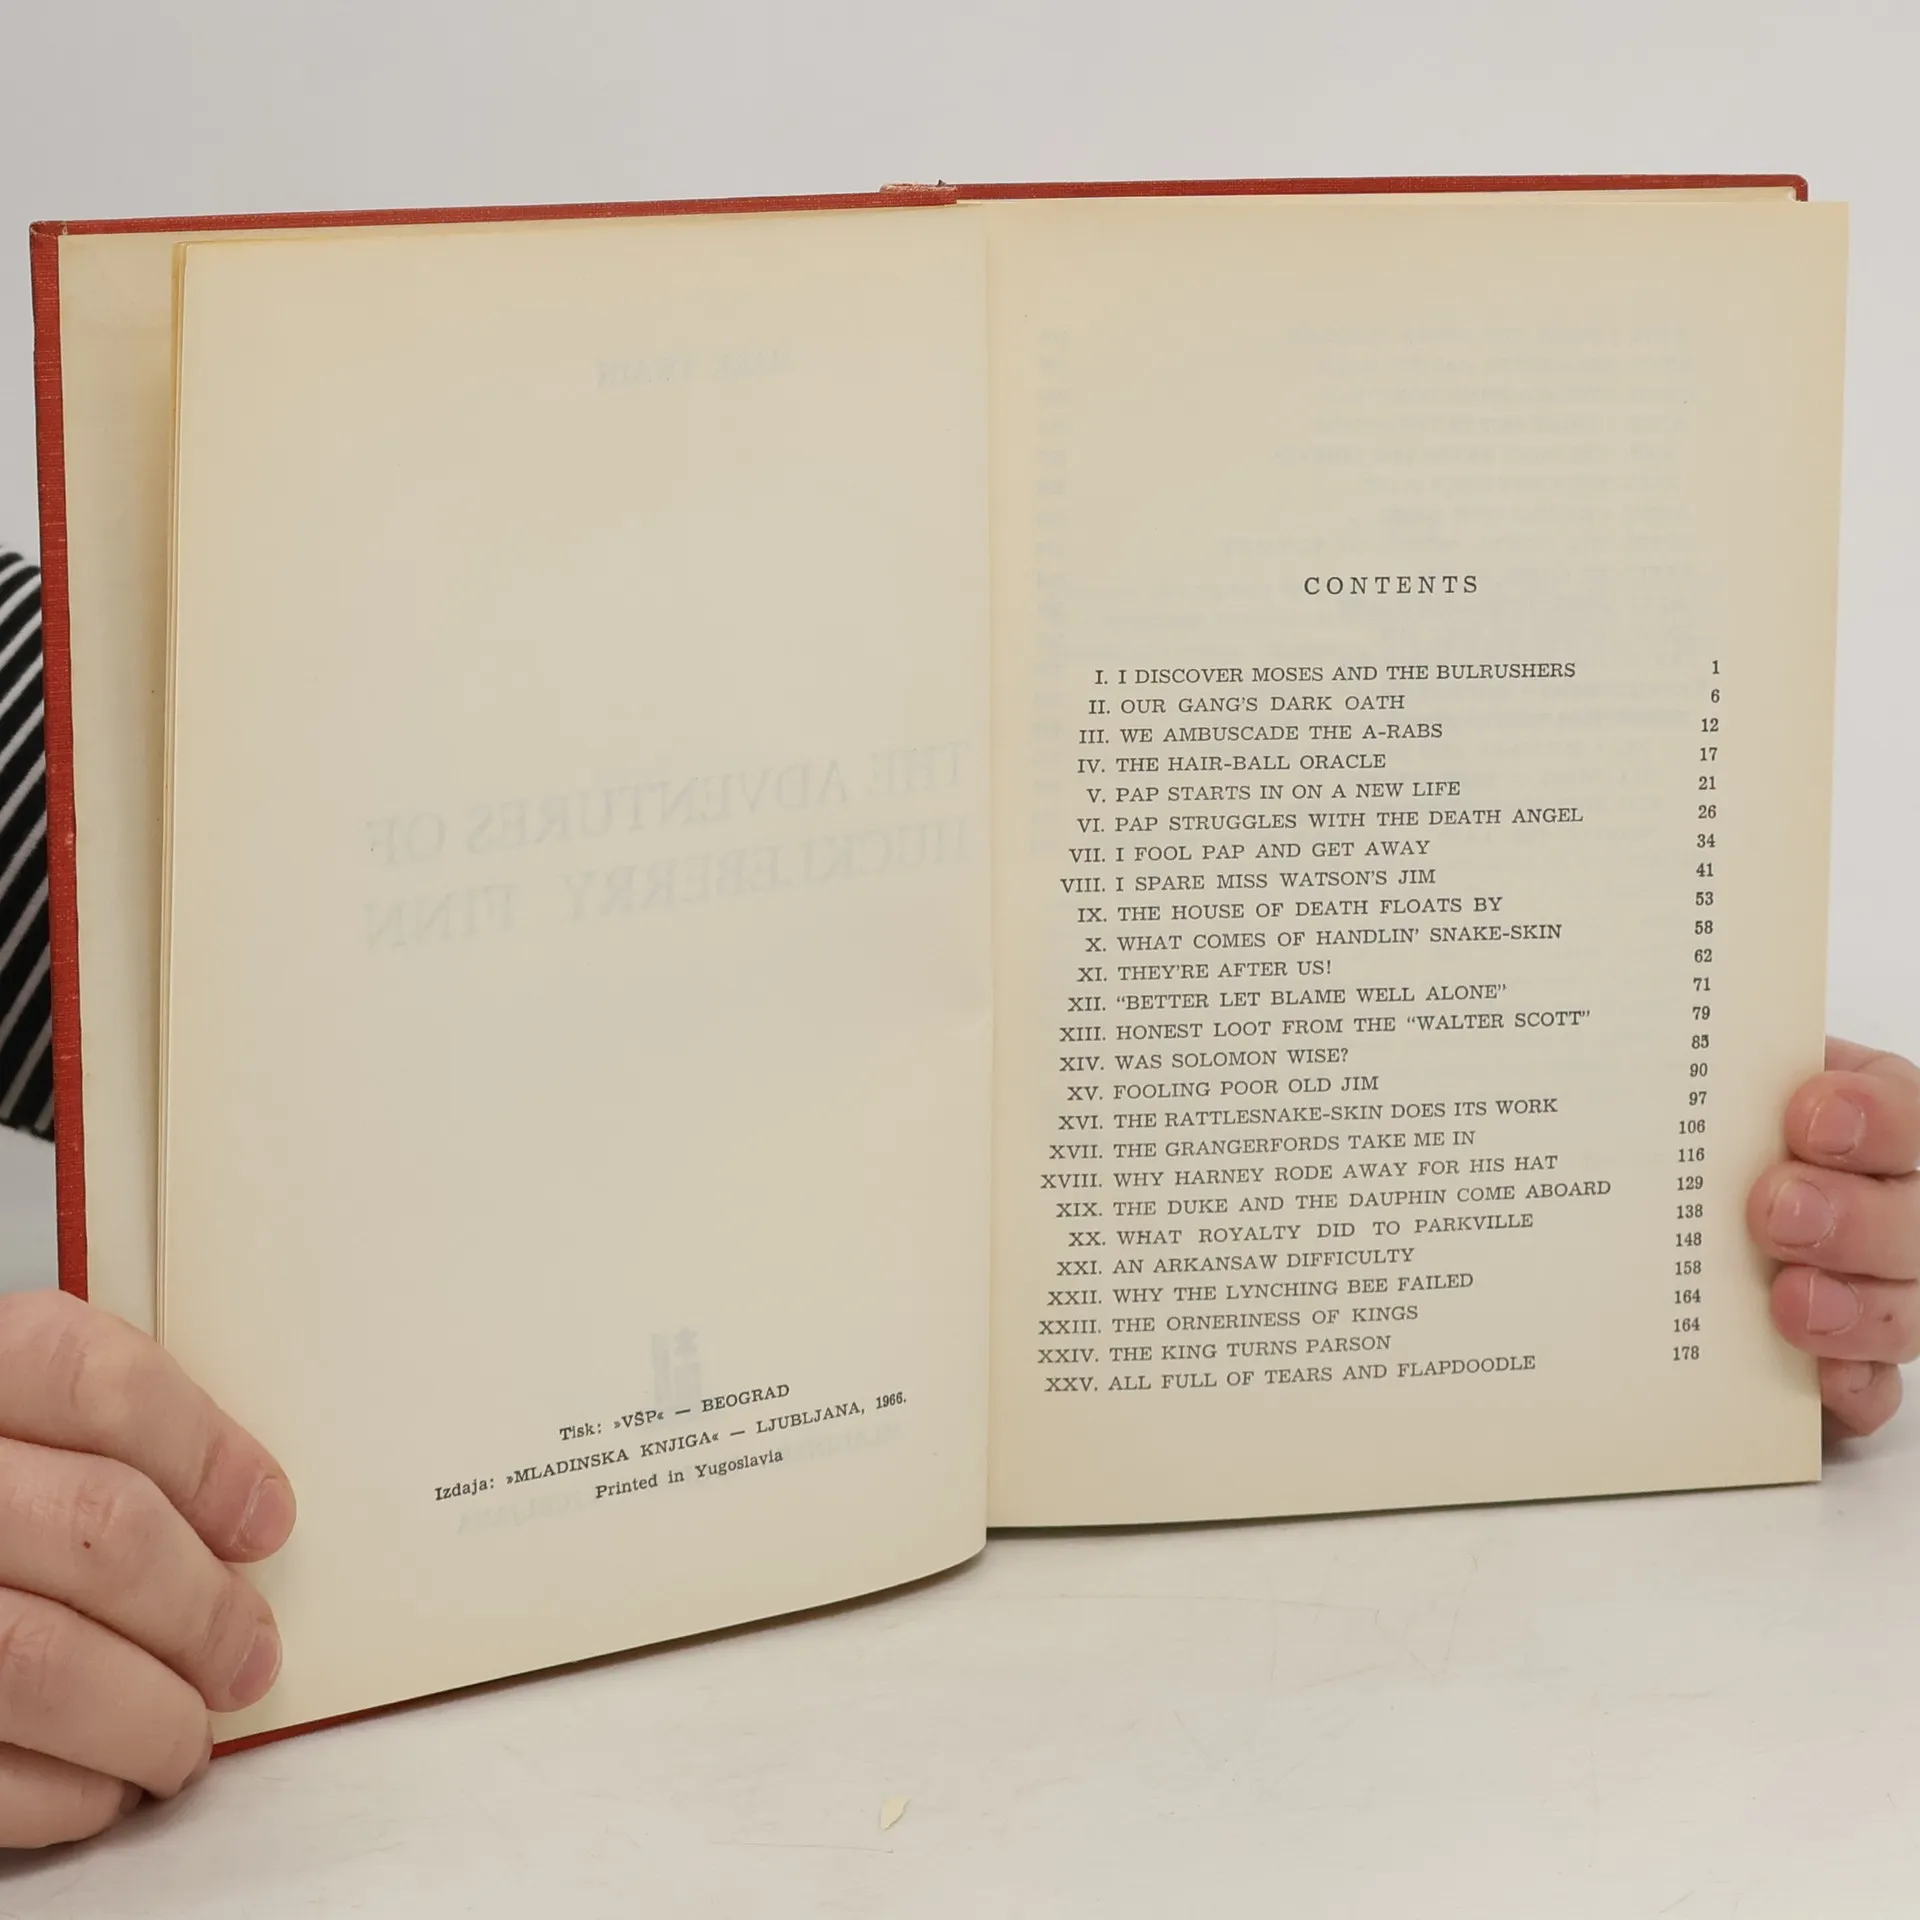 Tisk: »VŠP« — BEOGRAD
Izdaja: »MLADINSKA KNJIGA« — LJUBLJANA, 1966.
Printed in Yugoslavia
CONTENTS
I. I DISCOVER MOSES AND THE BULRUSHERS 1
II. OUR GANG'S DARK OATH 6
III. WE AMBUSCADE THE A-RABS 12
IV. THE HAIR-BALL ORACLE 17
V. PAP STARTS IN ON A NEW LIFE 21
VI. PAP STRUGGLES WITH THE DEATH ANGEL 26
VII. I FOOL PAP AND GET AWAY 34
VIII. I SPARE MISS WATSON'S JIM 41
IX. THE HOUSE OF DEATH FLOATS BY 53
X. WHAT COMES OF HANDLIN' SNAKE-SKIN 58
XI. THEY'RE AFTER US! 62
XII. “BETTER LET BLAME WELL ALONE” 71
XIII. HONEST LOOT FROM THE “WALTER SCOTT” 79
XIV. WAS SOLOMON WISE? 85
XV. FOOLING POOR OLD JIM 90
XVI. THE RATTLESNAKE-SKIN DOES ITS WORK 97
XVII. THE GRANGERFORDS TAKE ME IN 106
XVIII. WHY HARNEY RODE AWAY FOR HIS HAT 116
XIX. THE DUKE AND THE DAUPHIN COME ABOARD 129
XX. WHAT ROYALTY DID TO PARKVILLE 138
XXI. AN ARKANSAW DIFFICULTY 148
XXII. WHY THE LYNCHING BEE FAILED 158
XXIII. THE ORNERINESS OF KINGS 164
XXIV. THE KING TURNS PARSON 164
XXV. ALL FULL OF TEARS AND FLAPDOODLE 178